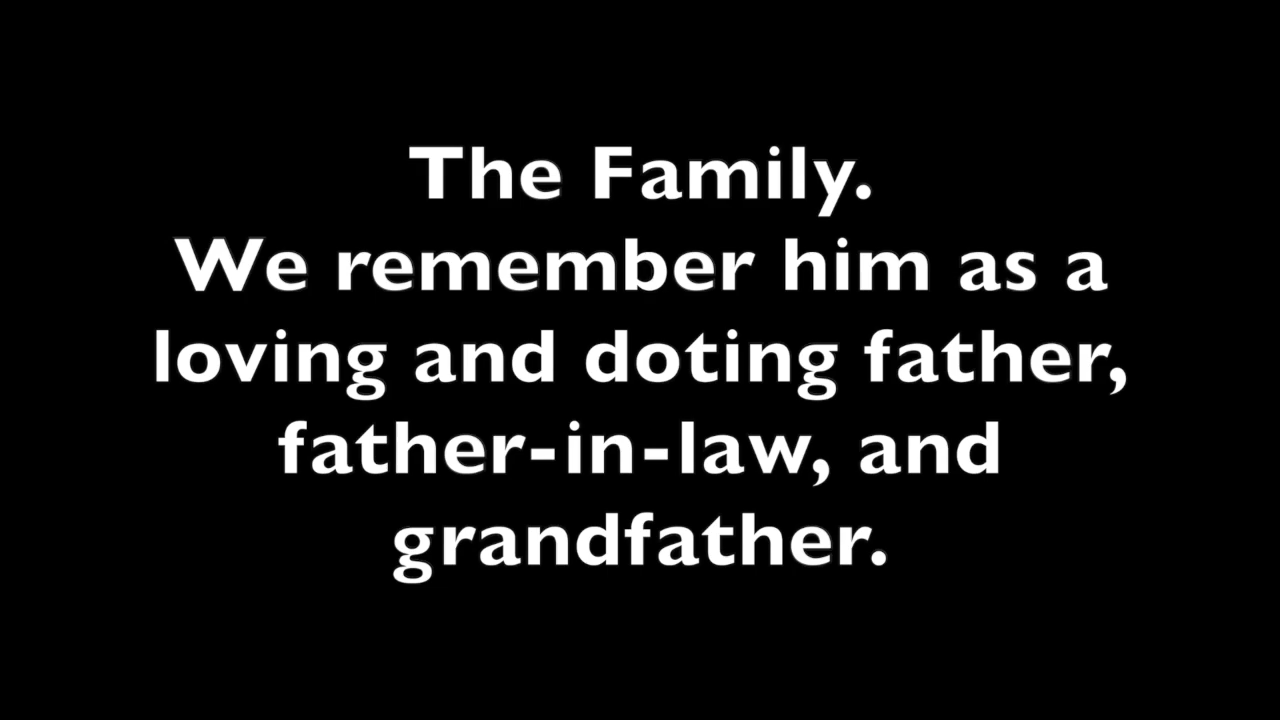 The Family.
We remember him as a
loving and doting father,
father-in-law, and
grandfather.